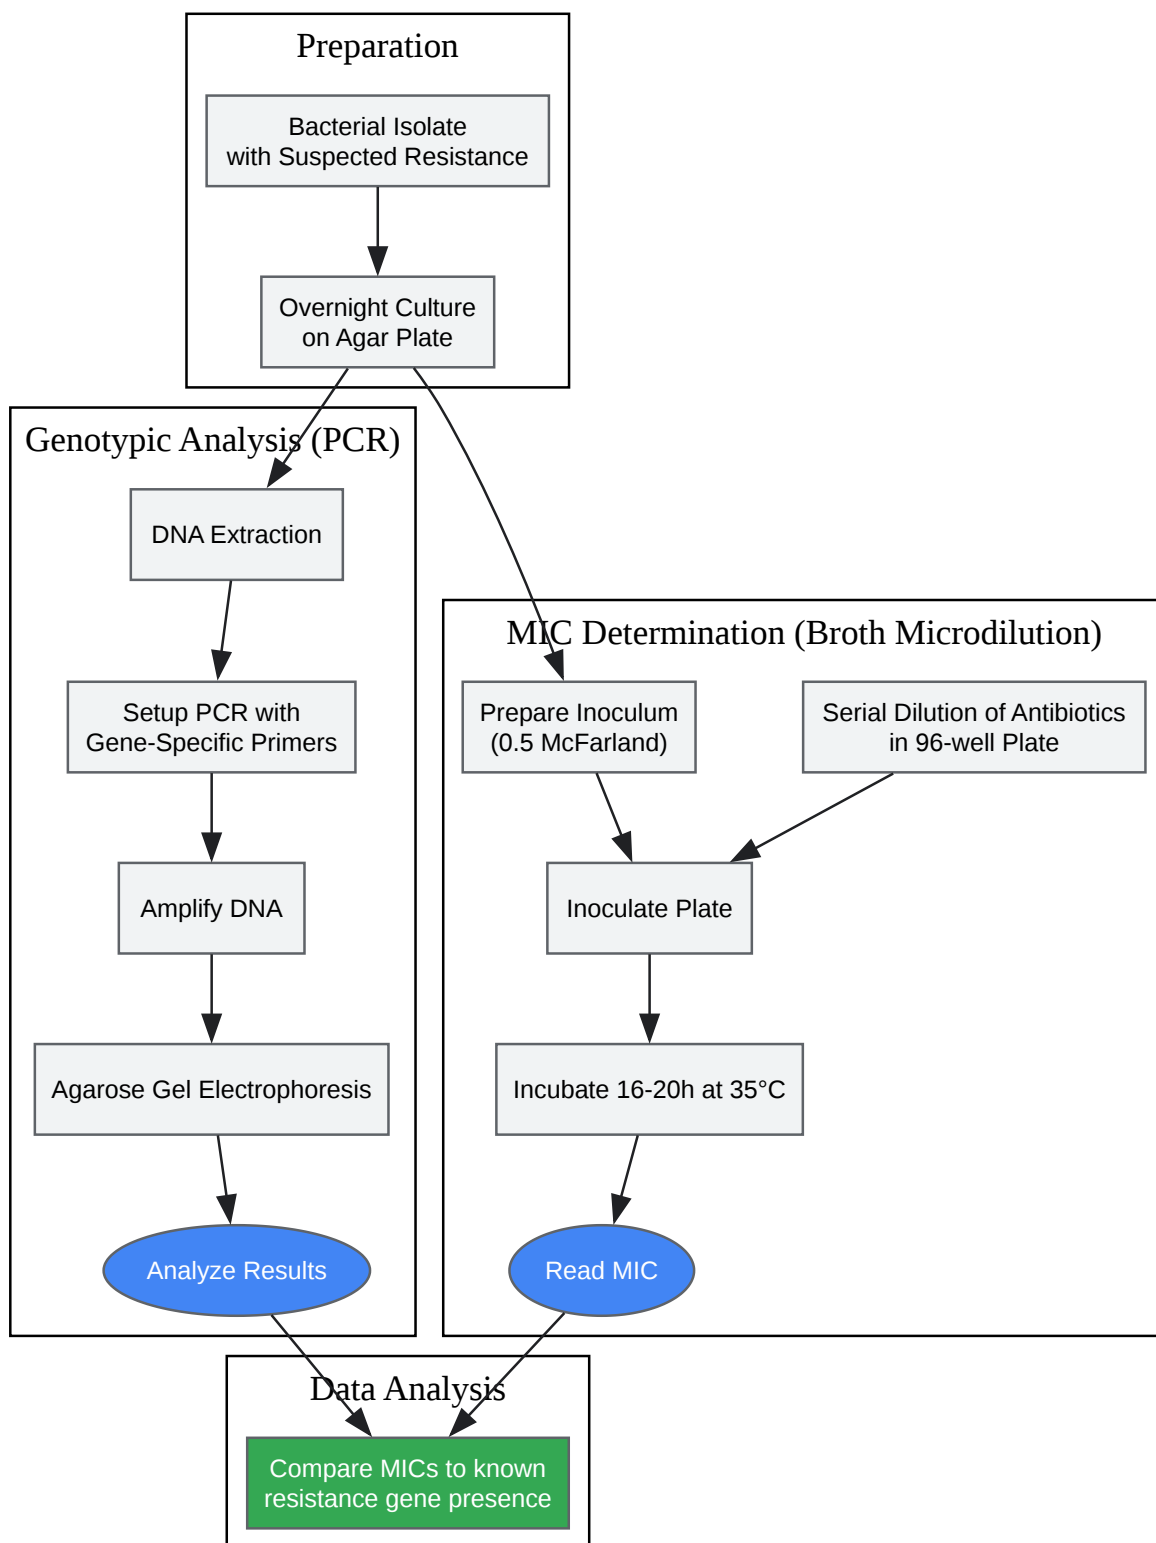 Preparation
Bacterial Isolate
with Suspected Resistance
Overnight Culture
on Agar Plate
Genotypic Analysis (PCR)
DNA Extraction
Setup PCR with
Gene-Specific Primers
Amplify DNA
Agarose Gel Electrophoresis
Analyze Results
MIC Determination (Broth Microdilution)
Prepare Inoculum
(0.5 McFarland)
Serial Dilution of Antibiotics
in 96-well Plate
Inoculate Plate
Incubate 16-20h at 35°C
Read MIC
Data Analysis
Compare MICs to known
resistance gene presence